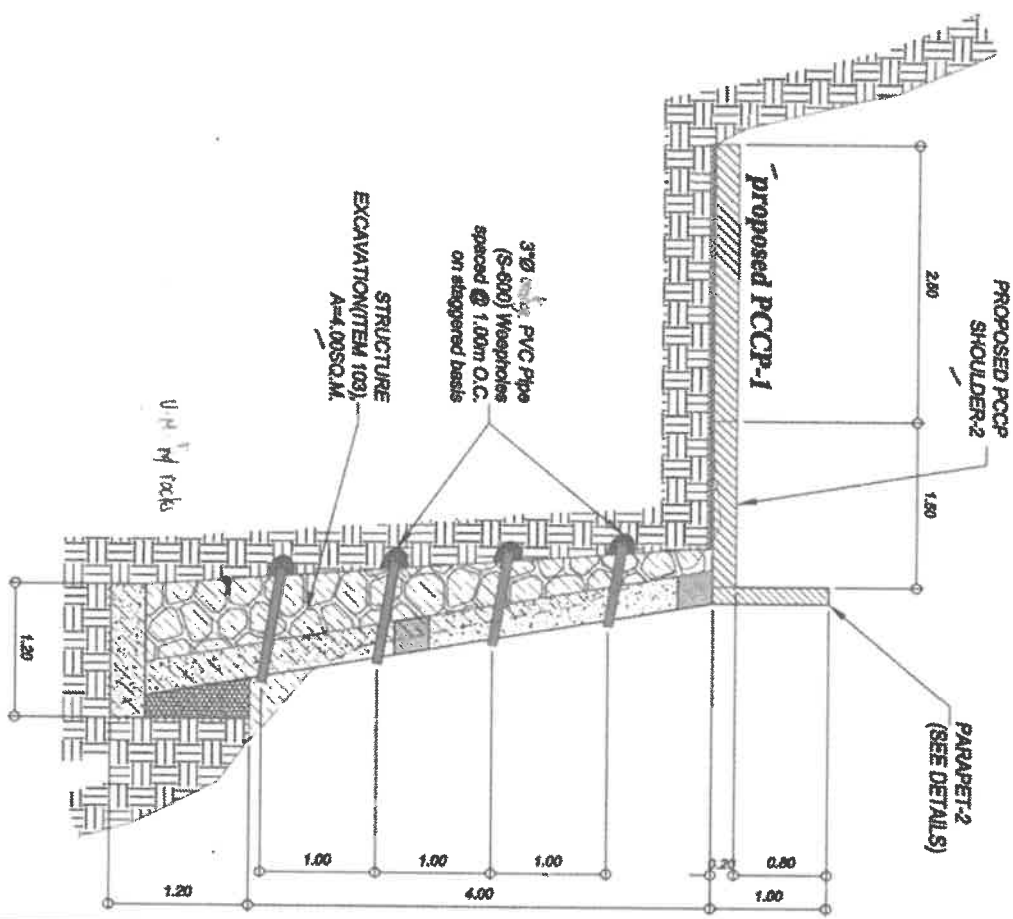 PROPOSED PCCP
SHOULDER-2
2.80
1.50
proposed PCCP-1
PARAPET-2
(SEE DETAILS)
3"Ø PVC Pipe
(S-600) Weepholes
spaced @ 1.00m O.C.
on staggered basis
STRUCTURE
EXCAVATION(ITEM 103),
A=4.00SQ.M.
rocks
1.20
1.20
1.00
1.00
1.00
4.00
0.20
0.80
1.00